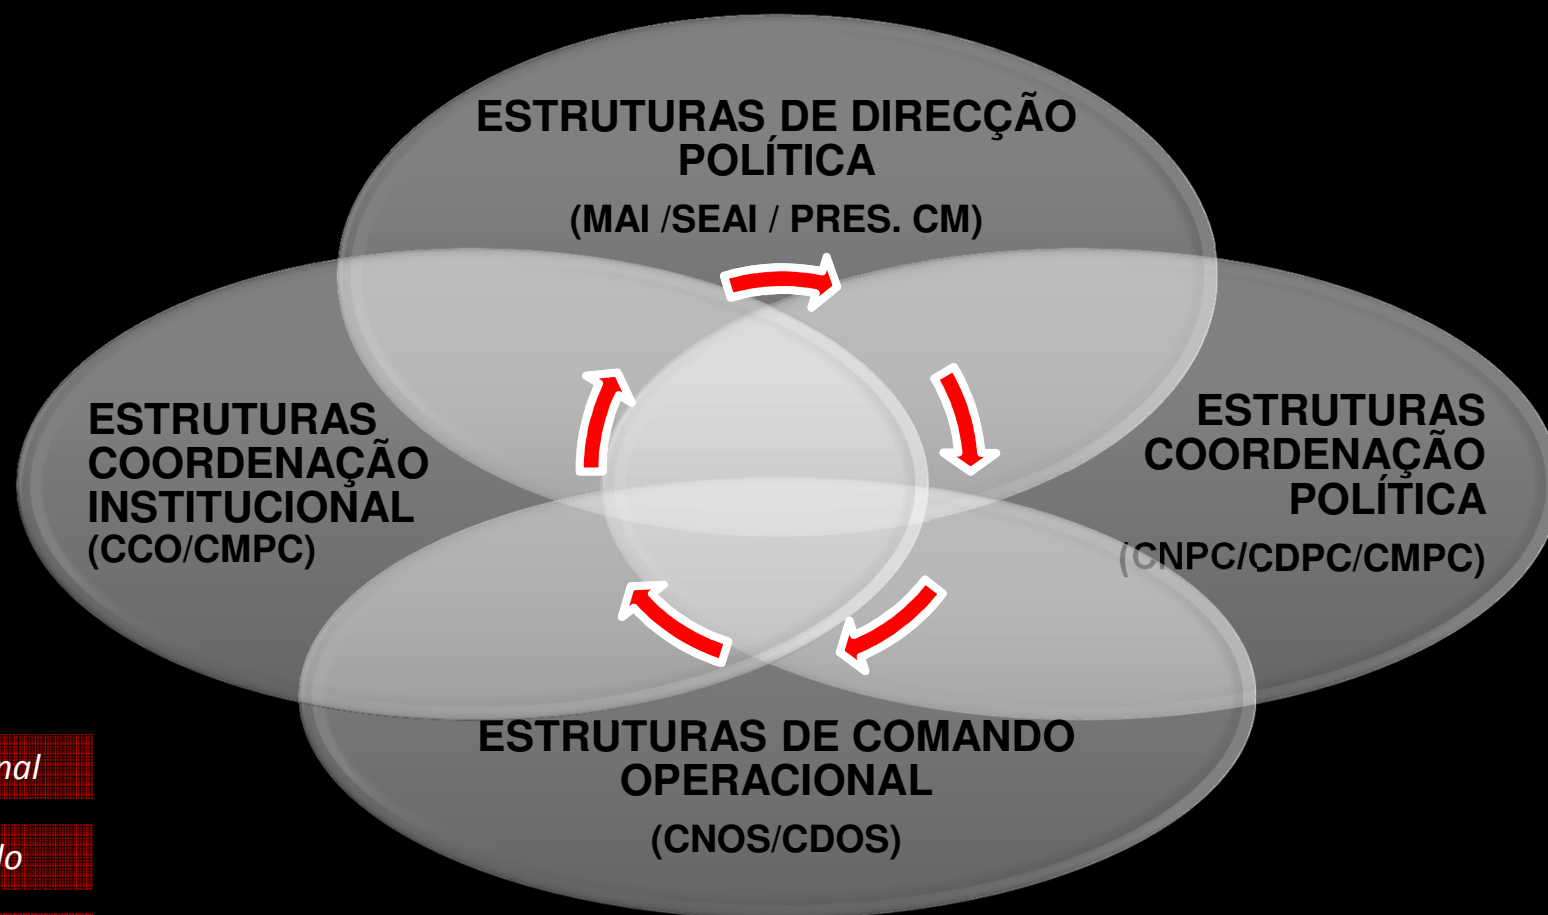 ESTRUTURAS DE DIRECÇÃO
POLÍTICA
(MAI /SEAI / PRES. CM)
ESTRUTURAS
COORDENAÇÃO
INSTITUCIONAL
(CCO/CMPC)
ESTRUTURAS
COORDENAÇÃO
POLÍTICA
(CNPC/CDPC/CMPC)
ESTRUTURAS DE COMANDO
OPERACIONAL
(CNOS/CDOS)